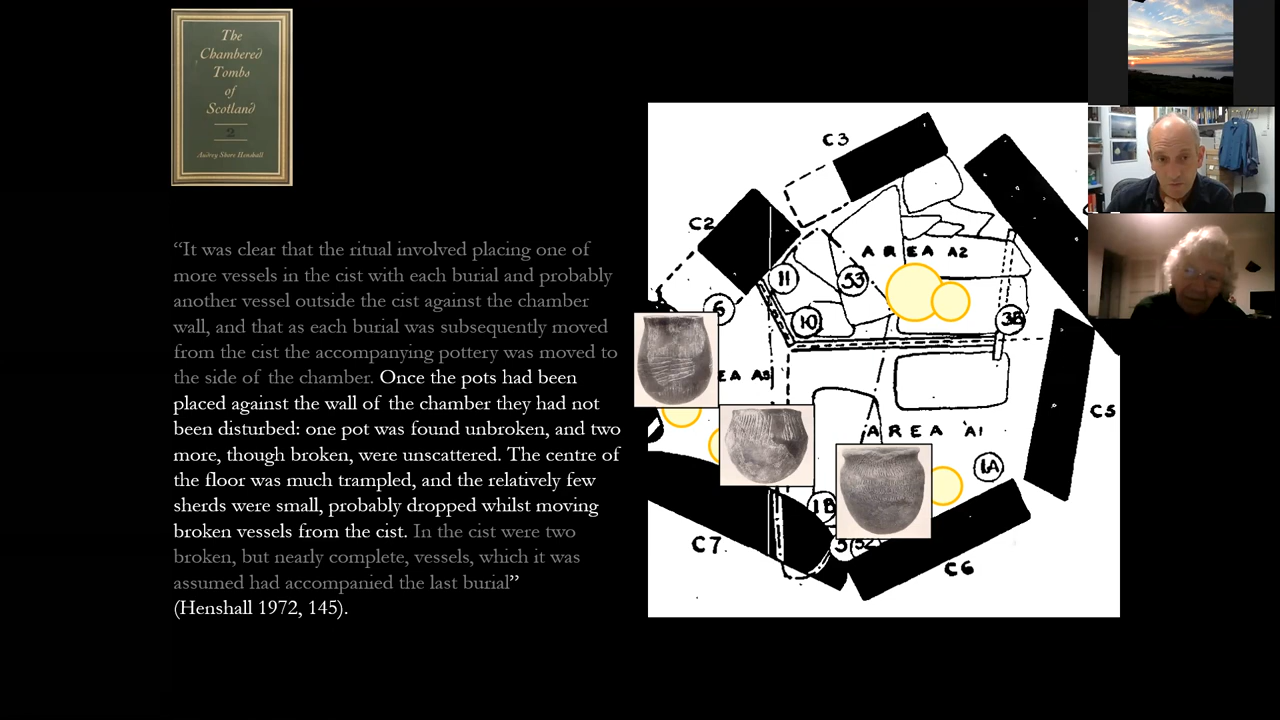 The
Chambered
Tombs
of
Scotland
2
Audrey Shore Henshall
“It was clear that the ritual involved placing one of
more vessels in the cist with each burial and probably
another vessel outside the cist against the chamber
wall, and that as each burial was subsequently moved
from the cist the accompanying pottery was moved to
the side of the chamber. Once the pots had been
placed against the wall of the chamber they had not
been disturbed: one pot was found unbroken, and two
more, though broken, were unscattered. The centre of
the floor was much trampled, and the relatively few
sherds were small, probably dropped whilst moving
broken vessels from the cist. In the cist were two
broken, but nearly complete, vessels, which it was
assumed had accompanied the last burial”
(Henshall 1972, 145).
C3
C2
AREA A2
11
53
6
10
3B
EA A3
C5
AREA A1
1A
1B
C7
C6